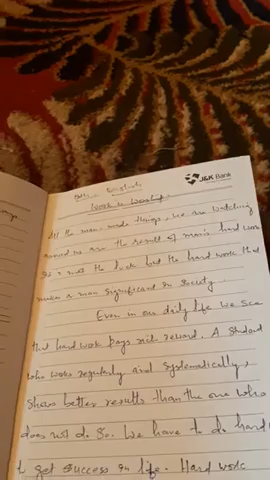 J&K Bank
Work is Worship
All the man made things, we are watching
around us are the result of man's hard work
It's not the luck but the hard work that
makes a man significant in society.
Even in our daily life we see
that hard work pays rich reward. A student
who works regularly and systematically,
shows better results than the one who
does not do so. We have to do hard
to get success in life. Hard work